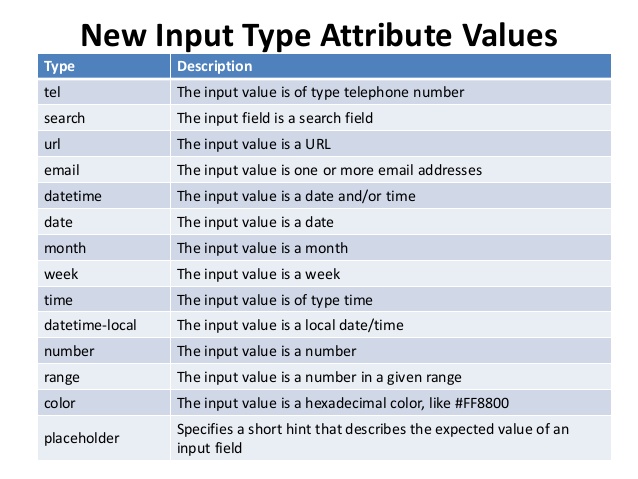 New Input Type Attribute Values
Type Description
tel The input value is of type telephone number
search The input field is a search field
url The input value is a URL
email The input value is one or more email addresses
datetime The input value is a date and/or time
date The input value is a date
month The input value is a month
week The input value is a week
time The input value is of type time
datetime-local The input value is a local date/time
number The input value is a number
range The input value is a number in a given range
color The input value is a hexadecimal color, like #FF8800
placeholder Specifies a short hint that describes the expected value of an
input field